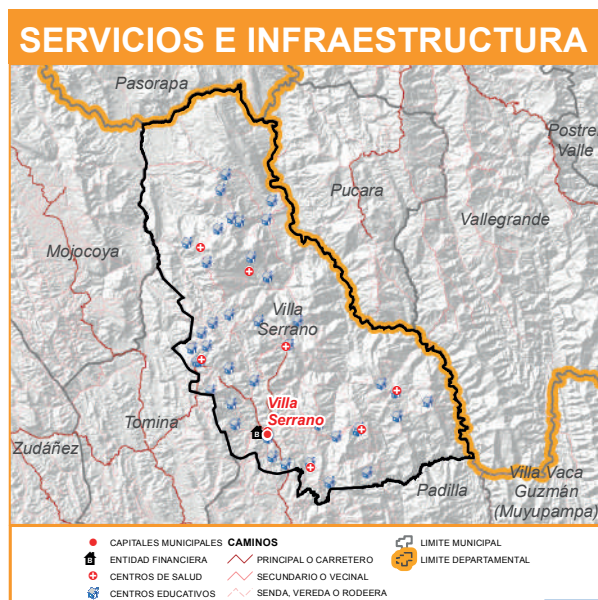 SERVICIOS E INFRAESTRUCTURA
Pasorapa
Postrer
Valle
Pucara
Vallegrande
Mojocoya
Villa
Serrano
Villa
Serrano
Tomina
B
Zudáñez
Padilla
Villa Vaca
Guzmán
(Muyupampa)
CAPITALES MUNICIPALES
ENTIDAD FINANCIERA
CENTROS DE SALUD
CENTROS EDUCATIVOS
CAMINOS
PRINCIPAL O CARRETERO
SECUNDARIO O VECINAL
SENDA, VEREDA O RODEERA
LIMITE MUNICIPAL
LIMITE DEPARTAMENTAL